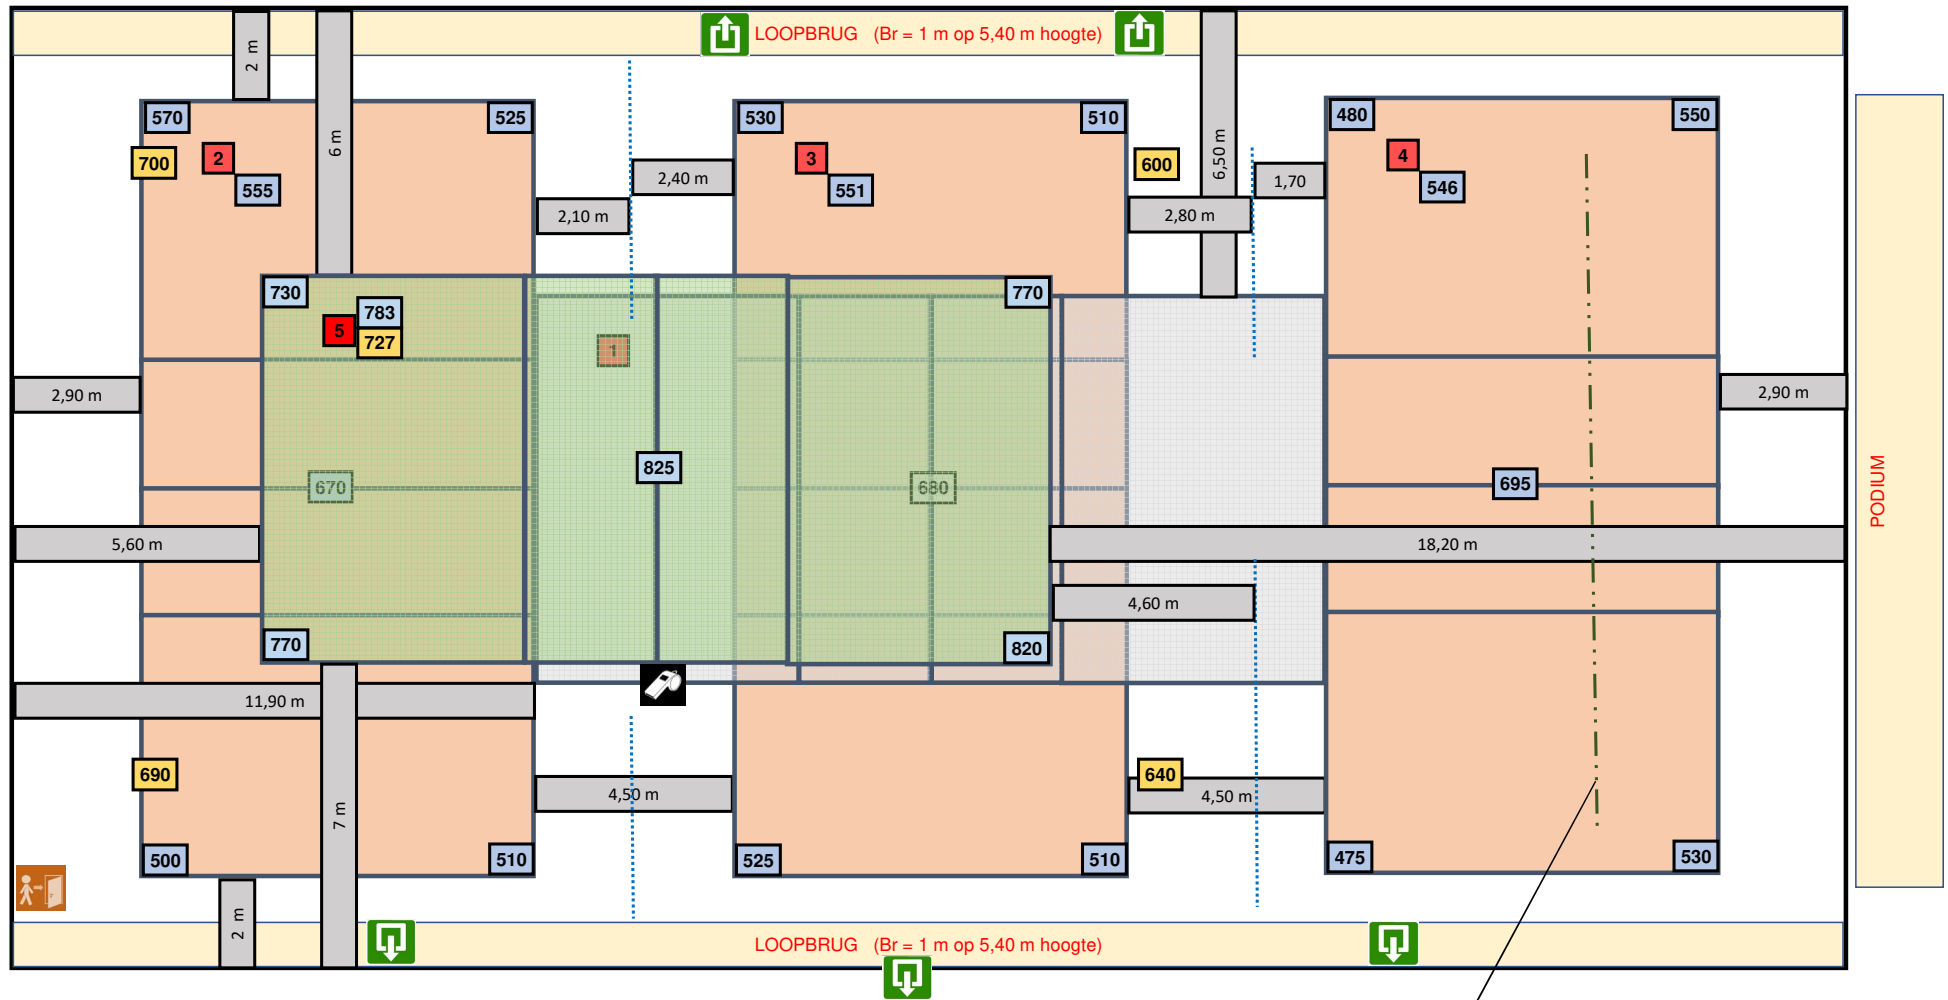 LOOPBRUG (Br = 1 m op 5,40 m hoogte)
2 m
6 m
6,50 m
570
525
530
510
480
550
700
2
555
3
551
600
4
546
2,40 m
1,70
2,10 m
2,80 m
730
783
5
727
770
1
2,90 m
2,90 m
825
670
680
695
PODIUM
5,60 m
18,20 m
4,60 m
770
820
11,90 m
690
640
4,50 m
4,50 m
7 m
500
510
525
510
475
530
2 m
LOOPBRUG (Br = 1 m op 5,40 m hoogte)